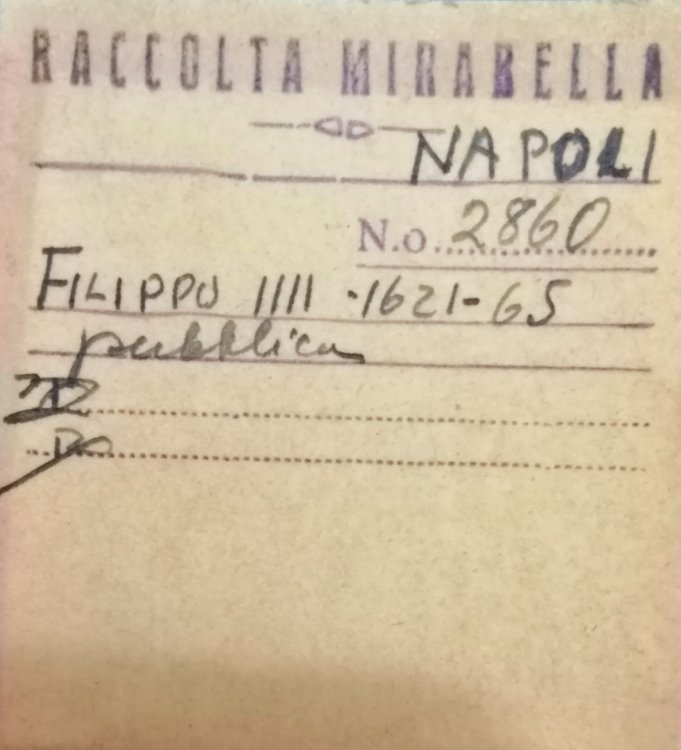 RACCOLTA MIRABELLA
NAPOLI
N.o. 2860
FILIPPO IIII - 1621-65
pubblica